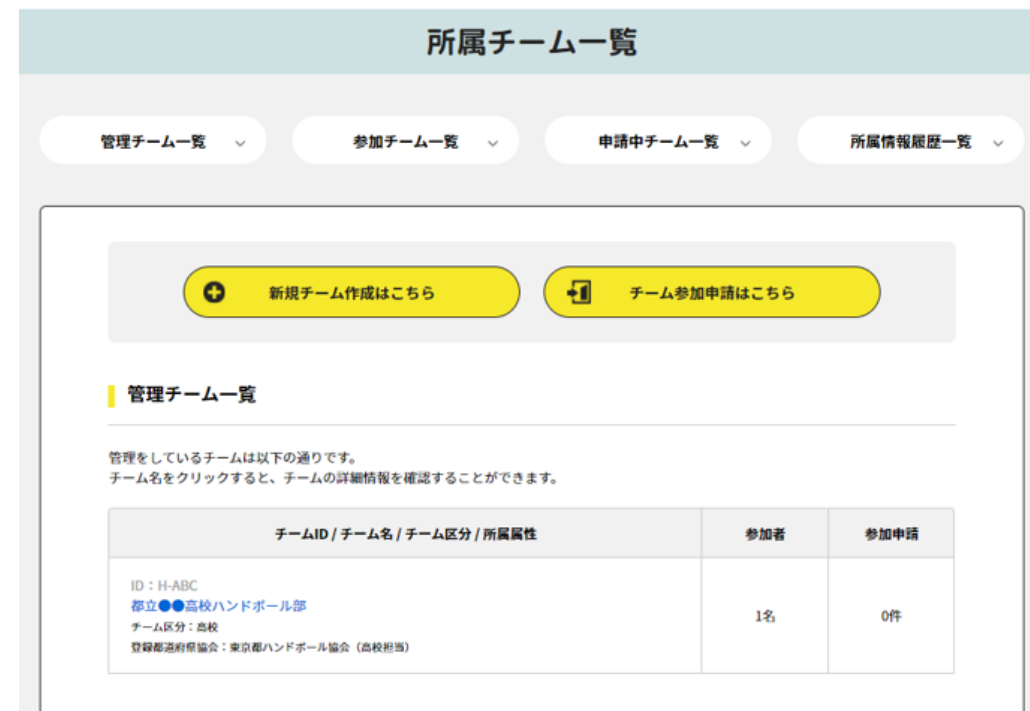 所属チーム一覧
管理チーム一覧
参加チーム一覧
申請中チーム一覧
所属情報履歴一覧
新規チーム作成はこちら
チーム参加申請はこちら
管理チーム一覧
管理をしているチームは以下の通りです。
チーム名をクリックすると、チームの詳細情報を確認することができます。
チームID / チーム名 / チーム区分 / 所属属性
参加者
参加申請
ID：H-ABC
都立●●高校ハンドボール部
チーム区分：高校
登録都道府県協会：東京都ハンドボール協会（高校担当）
1名
0件